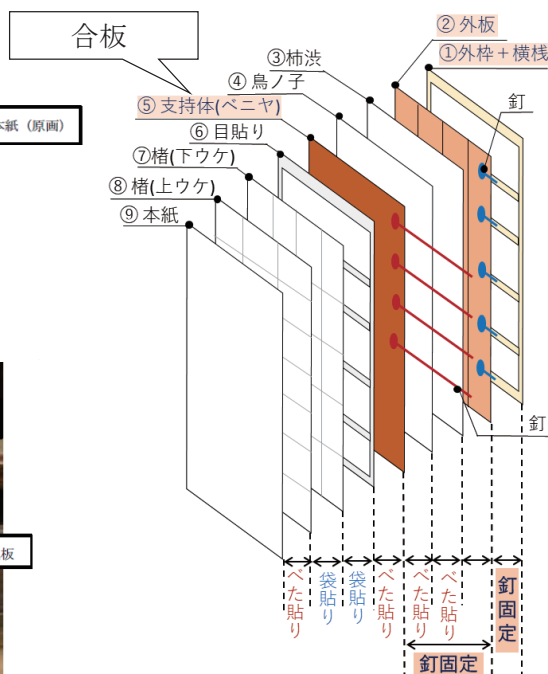 合板
本紙（原画）
② 外板
①外枠＋横桟
③柿渋
④ 鳥ノ子
⑤ 支持体(ベニヤ)
⑥ 目貼り
⑦楮(下ウケ)
⑧ 楮(上ウケ)
⑨ 本紙
釘
釘
板
べた貼り
袋貼り
袋貼り
べた貼り
べた貼り
べた貼り
釘固定
釘固定